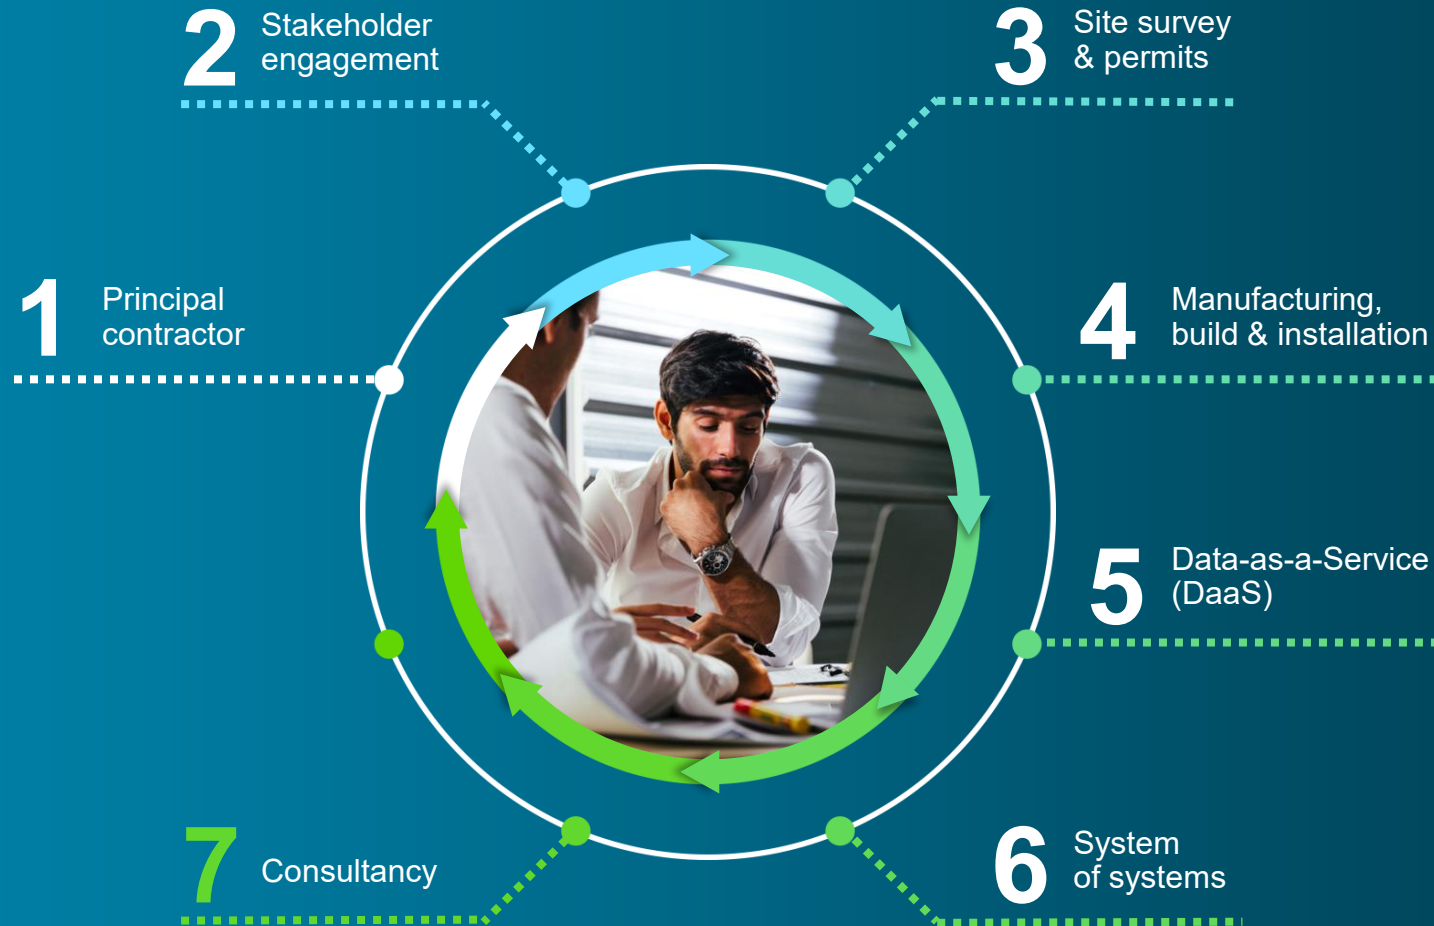 1
Principal
contractor
2
Stakeholder
engagement
3
Site survey
& permits
4
Manufacturing,
build & installation
5
Data-as-a-Service
(DaaS)
6
System
of systems
7
Consultancy